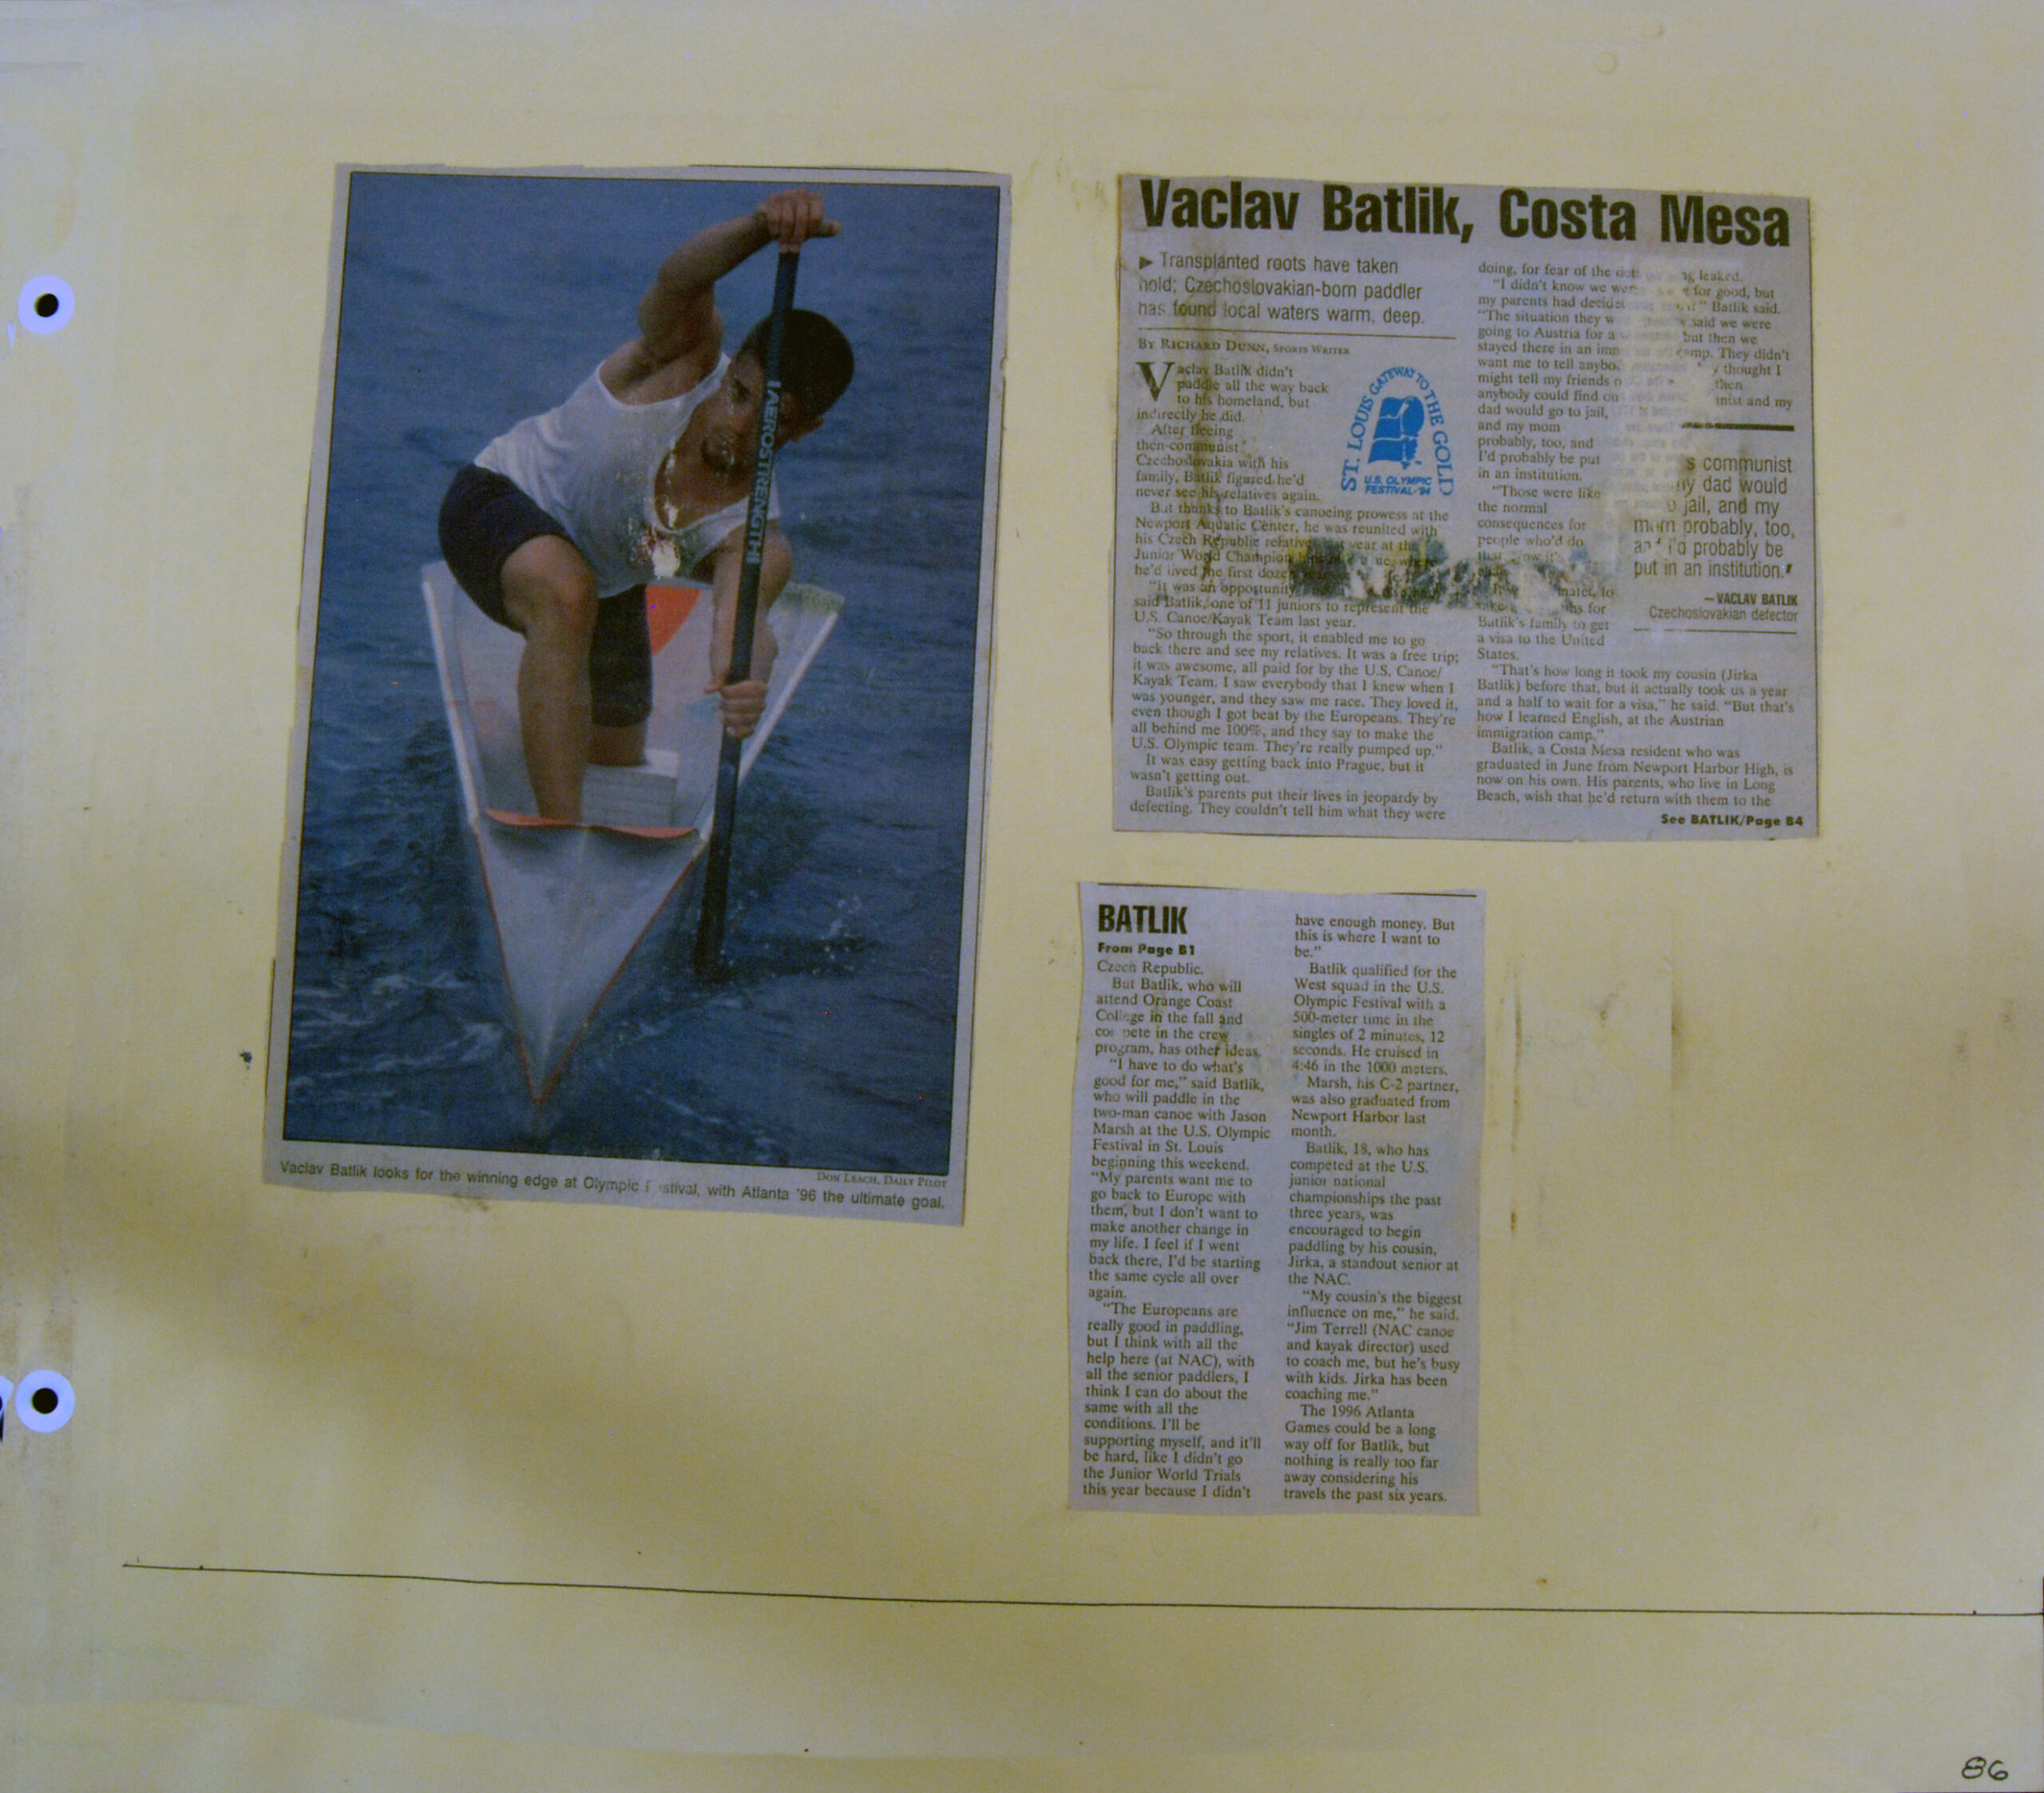 IAEROSTRENGTH
DON LEACH, DAILY PILOT
Vaclav Batlik looks for the winning edge at Olympic F stival, with Atlanta '96 the ultimate goal.
Vaclav Batlik, Costa Mesa
▶ Transplanted roots have taken
hold: Czechoslovakian-born paddler
has found local waters warm, deep.
BY RICHARD DUNN, SPORTS WRITER
Vaclav Batlik didn't
paddle all the way back
to his homeland, but
indirectly he did.
After fleeing
then-communist
Czechoslovakia with his
family, Batlik figured he'd
never see his relatives again.
ST. LOUIS GATEWAY TO THE GOLD
U.S. OLYMPIC
FESTIVAL-'94
But thanks to Batlik's canoeing prowess at the
Newport Aquatic Center, he was reunited with
his Czech Republic relative year at the
Junior World Champion
he'd lived the first doze
"It was an opportunity
said Batlik, one of 11 juniors to represent the
U.S. Canoe/Kayak Team last year.
"So through the sport, it enabled me to go
back there and see my relatives. It was a free trip;
it was awesome, all paid for by the U.S. Canoe/
Kayak Team. I saw everybody that I knew when I
was younger, and they saw me race. They loved it,
even though I got beat by the Europeans. They're
all behind me 100%, and they say to make the
U.S. Olympic team. They're really pumped up."
It was easy getting back into Prague, but it
wasn't getting out.
Batlik's parents put their lives in jeopardy by
defecting. They couldn't tell him what they were
doing, for fear of the leaked.
"I didn't know we wer for good, but
my parents had decide " Batlik said.
"The situation they w said we were
going to Austria for a but then we
stayed there in an imm camp. They didn't
want me to tell anybo thought I
might tell my friends then
anybody could find ou nist and my
dad would go to jail,
and my mom
probably, too, and
I'd probably be put
in an institution.
"Those were like
the normal
consequences for
people who'd do
that. Now it's
s communist
my dad would
jail, and my
mom probably, too,
and I'd probably be
put in an institution."
— VACLAV BATLIK
Czechoslovakian defector
to
hs for
Batlik's family to get
a visa to the United
States.
"That's how long it took my cousin (Jirka
Batlik) before that, but it actually took us a year
and a half to wait for a visa," he said. "But that's
how I learned English, at the Austrian
immigration camp."
Batlik, a Costa Mesa resident who was
graduated in June from Newport Harbor High, is
now on his own. His parents, who live in Long
Beach, wish that he'd return with them to the
See BATLIK/Page B4
BATLIK
From Page B1
Czech Republic.
But Batlik, who will
attend Orange Coast
College in the fall and
compete in the crew
program, has other ideas.
"I have to do what's
good for me," said Batlik,
who will paddle in the
two-man canoe with Jason
Marsh at the U.S. Olympic
Festival in St. Louis
beginning this weekend.
"My parents want me to
go back to Europe with
them, but I don't want to
make another change in
my life. I feel if I went
back there, I'd be starting
the same cycle all over
again.
"The Europeans are
really good in paddling,
but I think with all the
help here (at NAC), with
all the senior paddlers, I
think I can do about the
same with all the
conditions. I'll be
supporting myself, and it'll
be hard, like I didn't go
the Junior World Trials
this year because I didn't
have enough money. But
this is where I want to
be."
Batlik qualified for the
West squad in the U.S.
Olympic Festival with a
500-meter time in the
singles of 2 minutes, 12
seconds. He cruised in
4:46 in the 1000 meters.
Marsh, his C-2 partner,
was also graduated from
Newport Harbor last
month.
Batlik, 18, who has
competed at the U.S.
junior national
championships the past
three years, was
encouraged to begin
paddling by his cousin,
Jirka, a standout senior at
the NAC.
"My cousin's the biggest
influence on me," he said.
"Jim Terrell (NAC canoe
and kayak director) used
to coach me, but he's busy
with kids. Jirka has been
coaching me."
The 1996 Atlanta
Games could be a long
way off for Batlik, but
nothing is really too far
away considering his
travels the past six years.
86